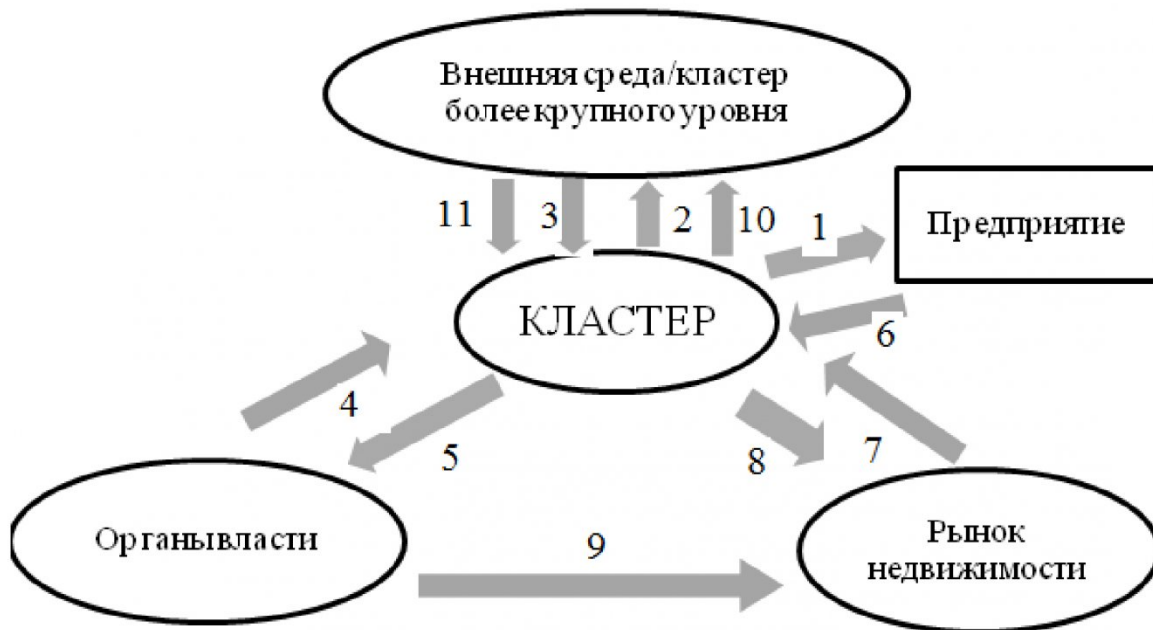 Внешняя среда/кластер
более крупного уровня
11
3
2
10
1
Предприятие
КЛАСТЕР
6
4
5
8
7
Органы власти
9
Рынок
недвижимости